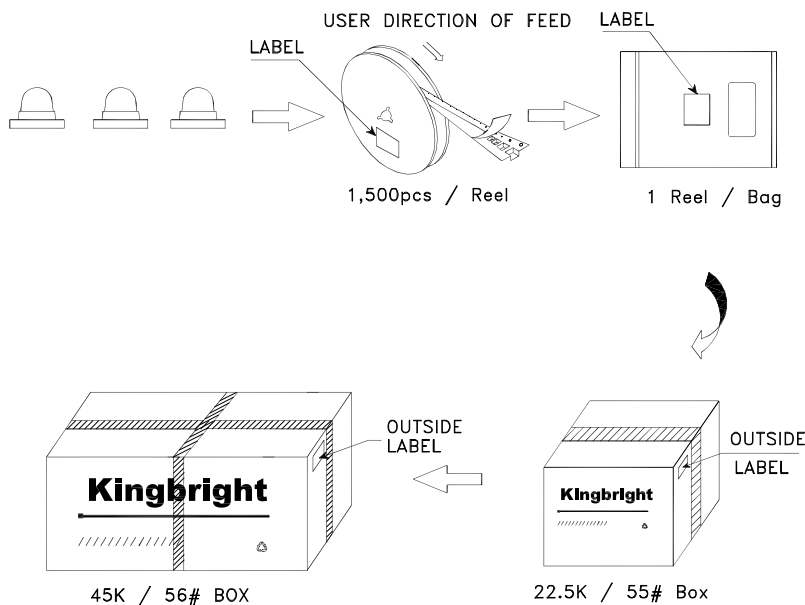 USER DIRECTION OF FEED
LABEL
LABEL
1,500pcs / Reel
1 Reel / Bag
OUTSIDE
LABEL
OUTSIDE
LABEL
Kingbright
Kingbright
45K / 56# BOX
22.5K / 55# Box